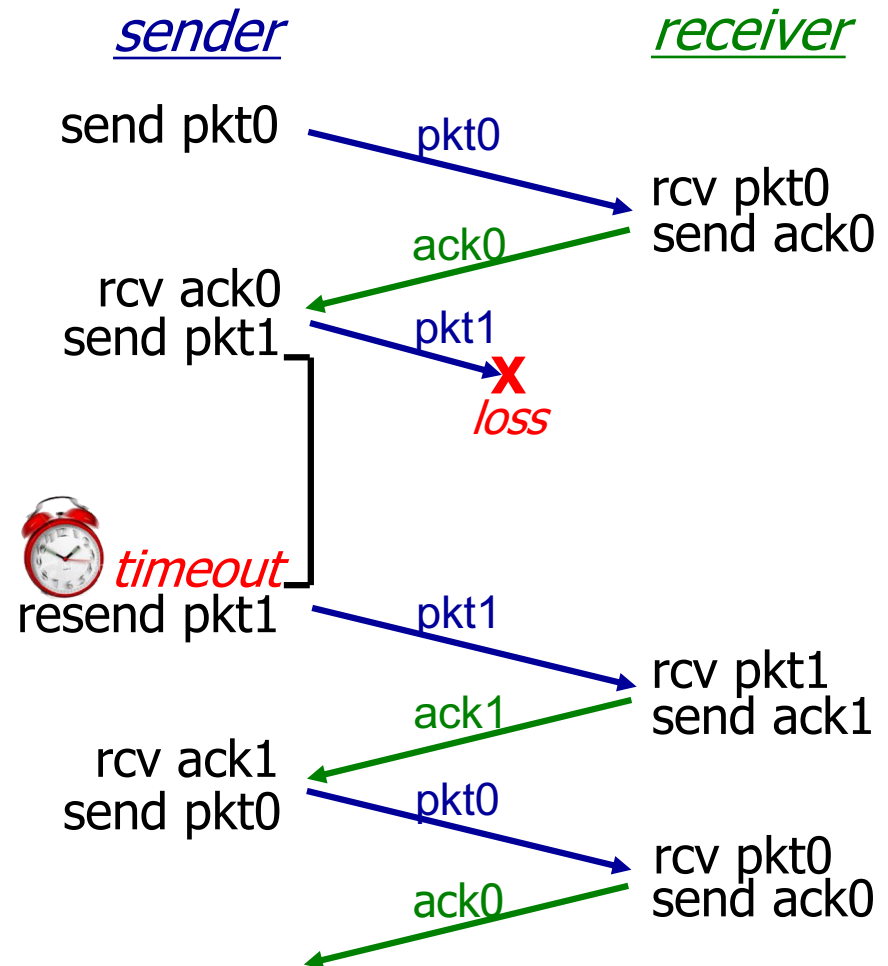 sender
receiver
send pkt0
pkt0
rcv pkt0
send ack0
ack0
rcv ack0
send pkt1
pkt1
X
loss
timeout
resend pkt1
pkt1
rcv pkt1
send ack1
ack1
rcv ack1
send pkt0
pkt0
rcv pkt0
send ack0
ack0